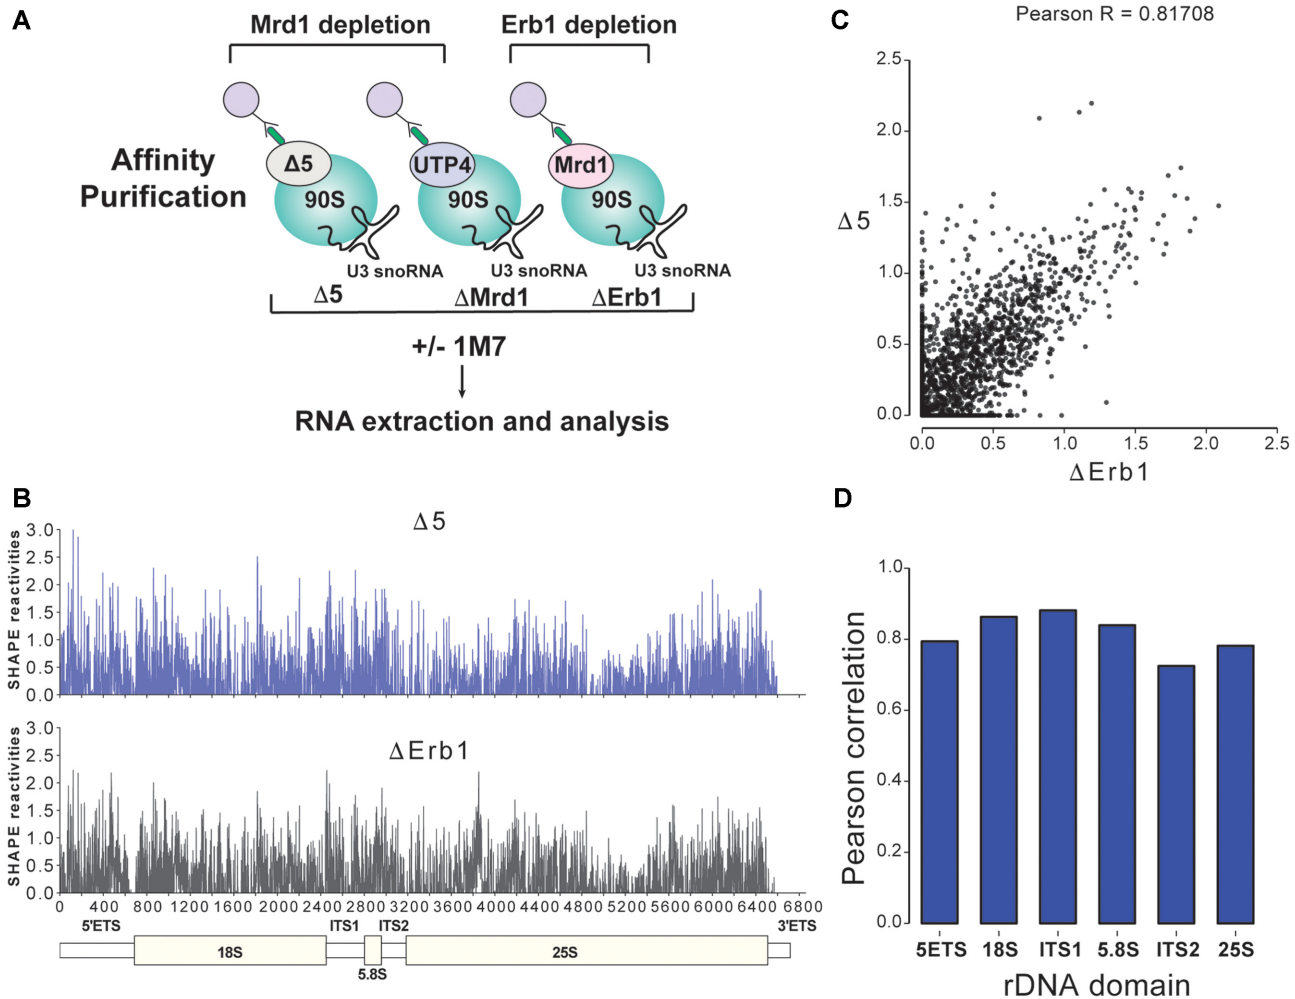 A
Mrd1 depletion
Erb1 depletion
Affinity
Purification
Δ5
90S
U3 snoRNA
UTP4
90S
U3 snoRNA
Mrd1
90S
U3 snoRNA
Δ5
ΔMrd1
ΔErb1
+/- 1M7
RNA extraction and analysis
B
Δ5
SHAPE reactivities
3.0
2.5
2.0
1.5
1.0
0.5
0.0
ΔErb1
SHAPE reactivities
3.0
2.5
2.0
1.5
1.0
0.5
0.0
0 400 800 1200 1600 2000 2400 2800 3200 3600 4000 4400 4800 5200 5600 6000 6400 6800
5'ETS
ITS1
ITS2
3'ETS
18S
25S
5.8S
C
Pearson R = 0.81708
Δ5
2.5
2.0
1.5
1.0
0.5
0.0
0.0 0.5 1.0 1.5 2.0 2.5
ΔErb1
D
Pearson correlation
1.0
0.8
0.6
0.4
0.2
0.0
5ETS 18S ITS1 5.8S ITS2 25S
rDNA domain